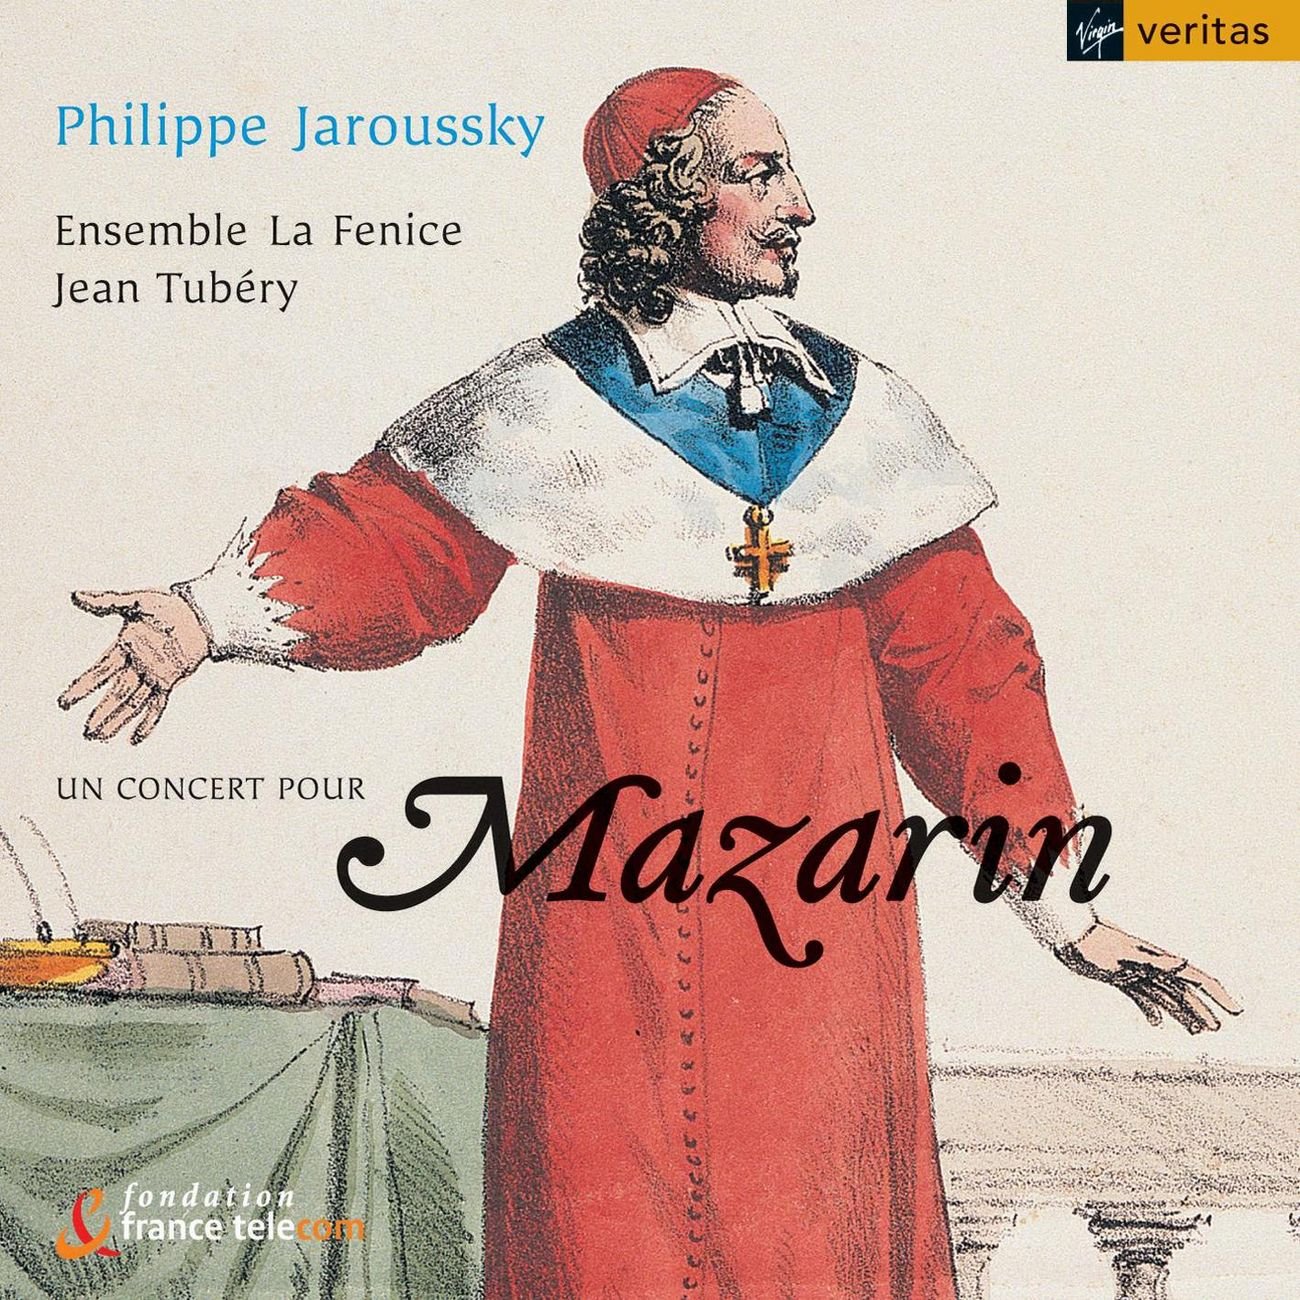 Virgin veritas
Philippe Jaroussky
Ensemble La Fenice
Jean Tubéry
UN CONCERT POUR
Mazarin
fondation
france telecom